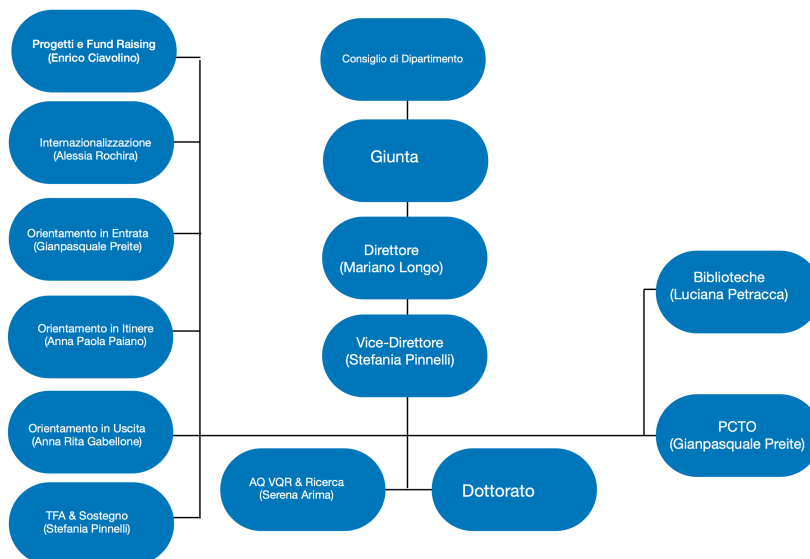 Progetti e Fund Raising
(Enrico Ciavolino)
Internazionalizzazione
(Alessia Rochira)
Orientamento in Entrata
(Gianpasquale Preite)
Orientamento in Itinere
(Anna Paola Paiano)
Orientamento in Uscita
(Anna Rita Gabellone)
TFA & Sostegno
(Stefania Pinnelli)
Consiglio di Dipartimento
Giunta
Direttore
(Mariano Longo)
Vice-Direttore
(Stefania Pinnelli)
AQ VQR & Ricerca
(Serena Arima)
Dottorato
Biblioteche
(Luciana Petracca)
PCTO
(Gianpasquale Preite)